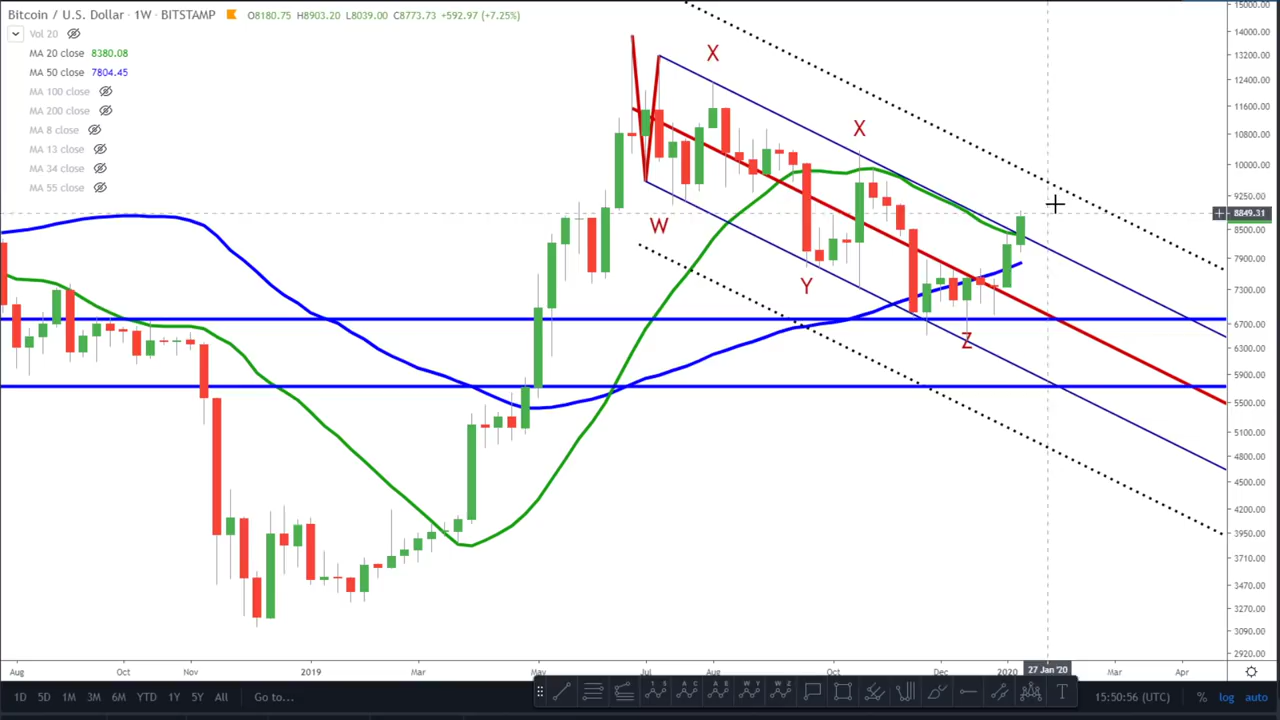 Bitcoin / U.S. Dollar · 1W · BITSTAMP O8180.75 H8903.20 L8039.00 C8773.73 +592.97 (+7.25%)
Vol 20
MA 20 close 8380.08
MA 50 close 7804.45
MA 100 close
MA 200 close
MA 8 close
MA 13 close
MA 34 close
MA 55 close
X
X
W
Y
Z
15000.00
14000.00
13200.00
12400.00
11600.00
10800.00
10000.00
9250.00
8849.31
8500.00
7900.00
7300.00
6700.00
6300.00
5900.00
5500.00
5100.00
4800.00
4500.00
4200.00
3950.00
3710.00
3470.00
3270.00
3090.00
2920.00
Aug Oct Nov 2019 Mar May Jul Aug Oct Dec 2020 27 Jan '20 Mar Apr
1D 5D 1M 3M 6M YTD 1Y 5Y All Go to... 15:50:56 (UTC) % log auto